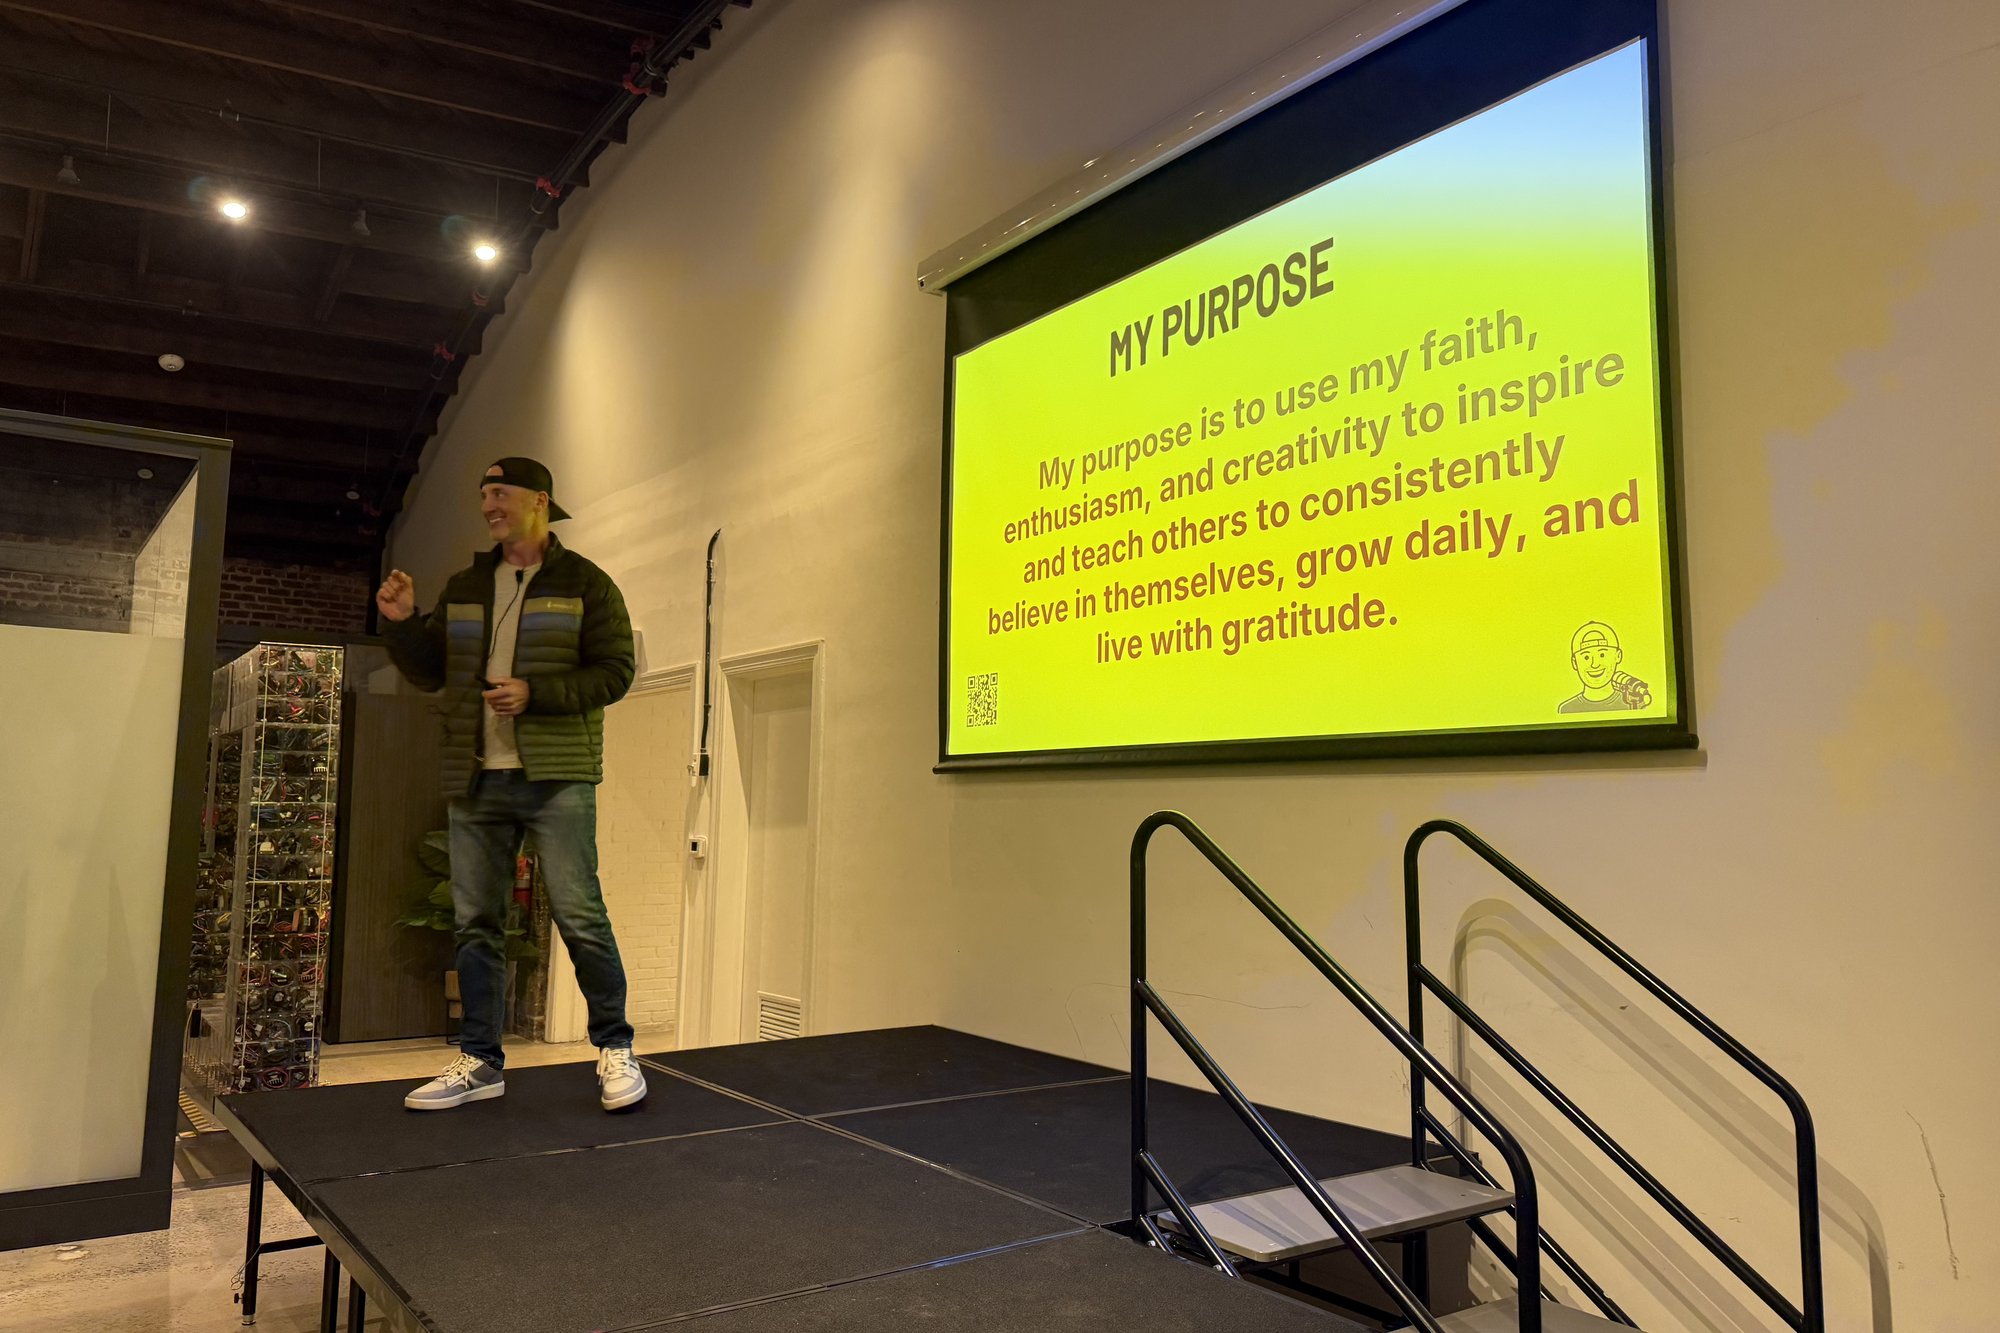 MY PURPOSE
My purpose is to use my faith,
enthusiasm, and creativity to inspire
and teach others to consistently
believe in themselves, grow daily, and
live with gratitude.